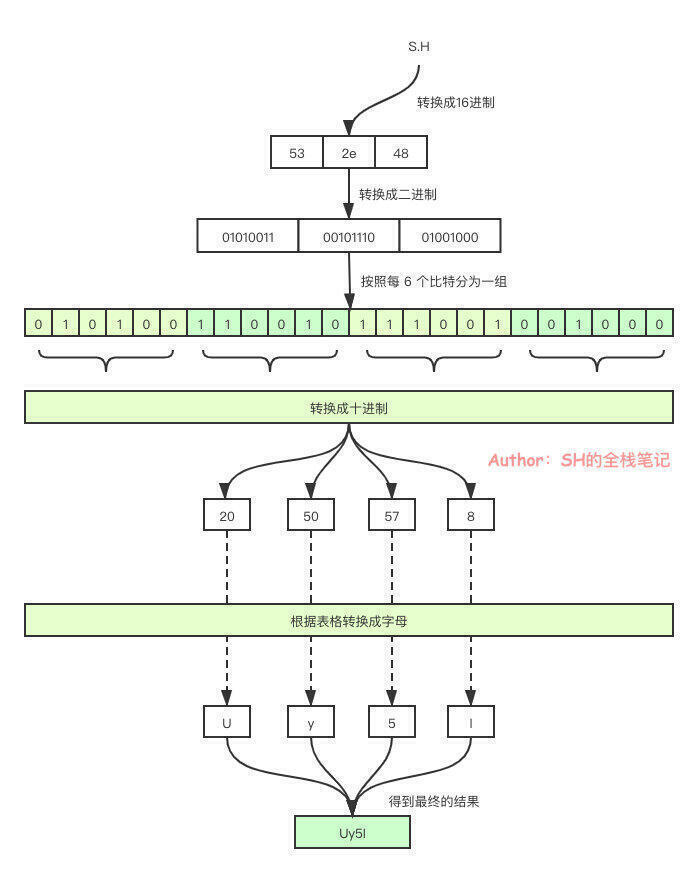 S.H
转换成16进制
53 2e 48
转换成二进制
01010011 00101110 01001000
按照每 6 个比特分为一组
0 1 0 1 0 0 1 1 0 0 1 0 1 1 1 0 0 1 0 0 1 0 0 0
转换成十进制
Author: SH的全栈笔记
20 50 57 8
根据表格转换成字母
U y 5 I
得到最终的结果
Uy5I